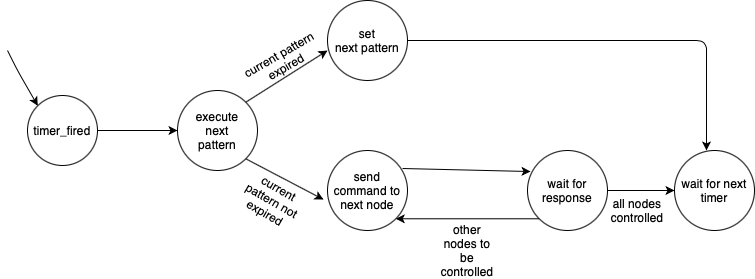 timer_fired
execute
next
pattern
current pattern
expired
set
next pattern
current
pattern not
expired
send
command to
next node
wait for
response
other
nodes to
be
controlled
all nodes
controlled
wait for next
timer